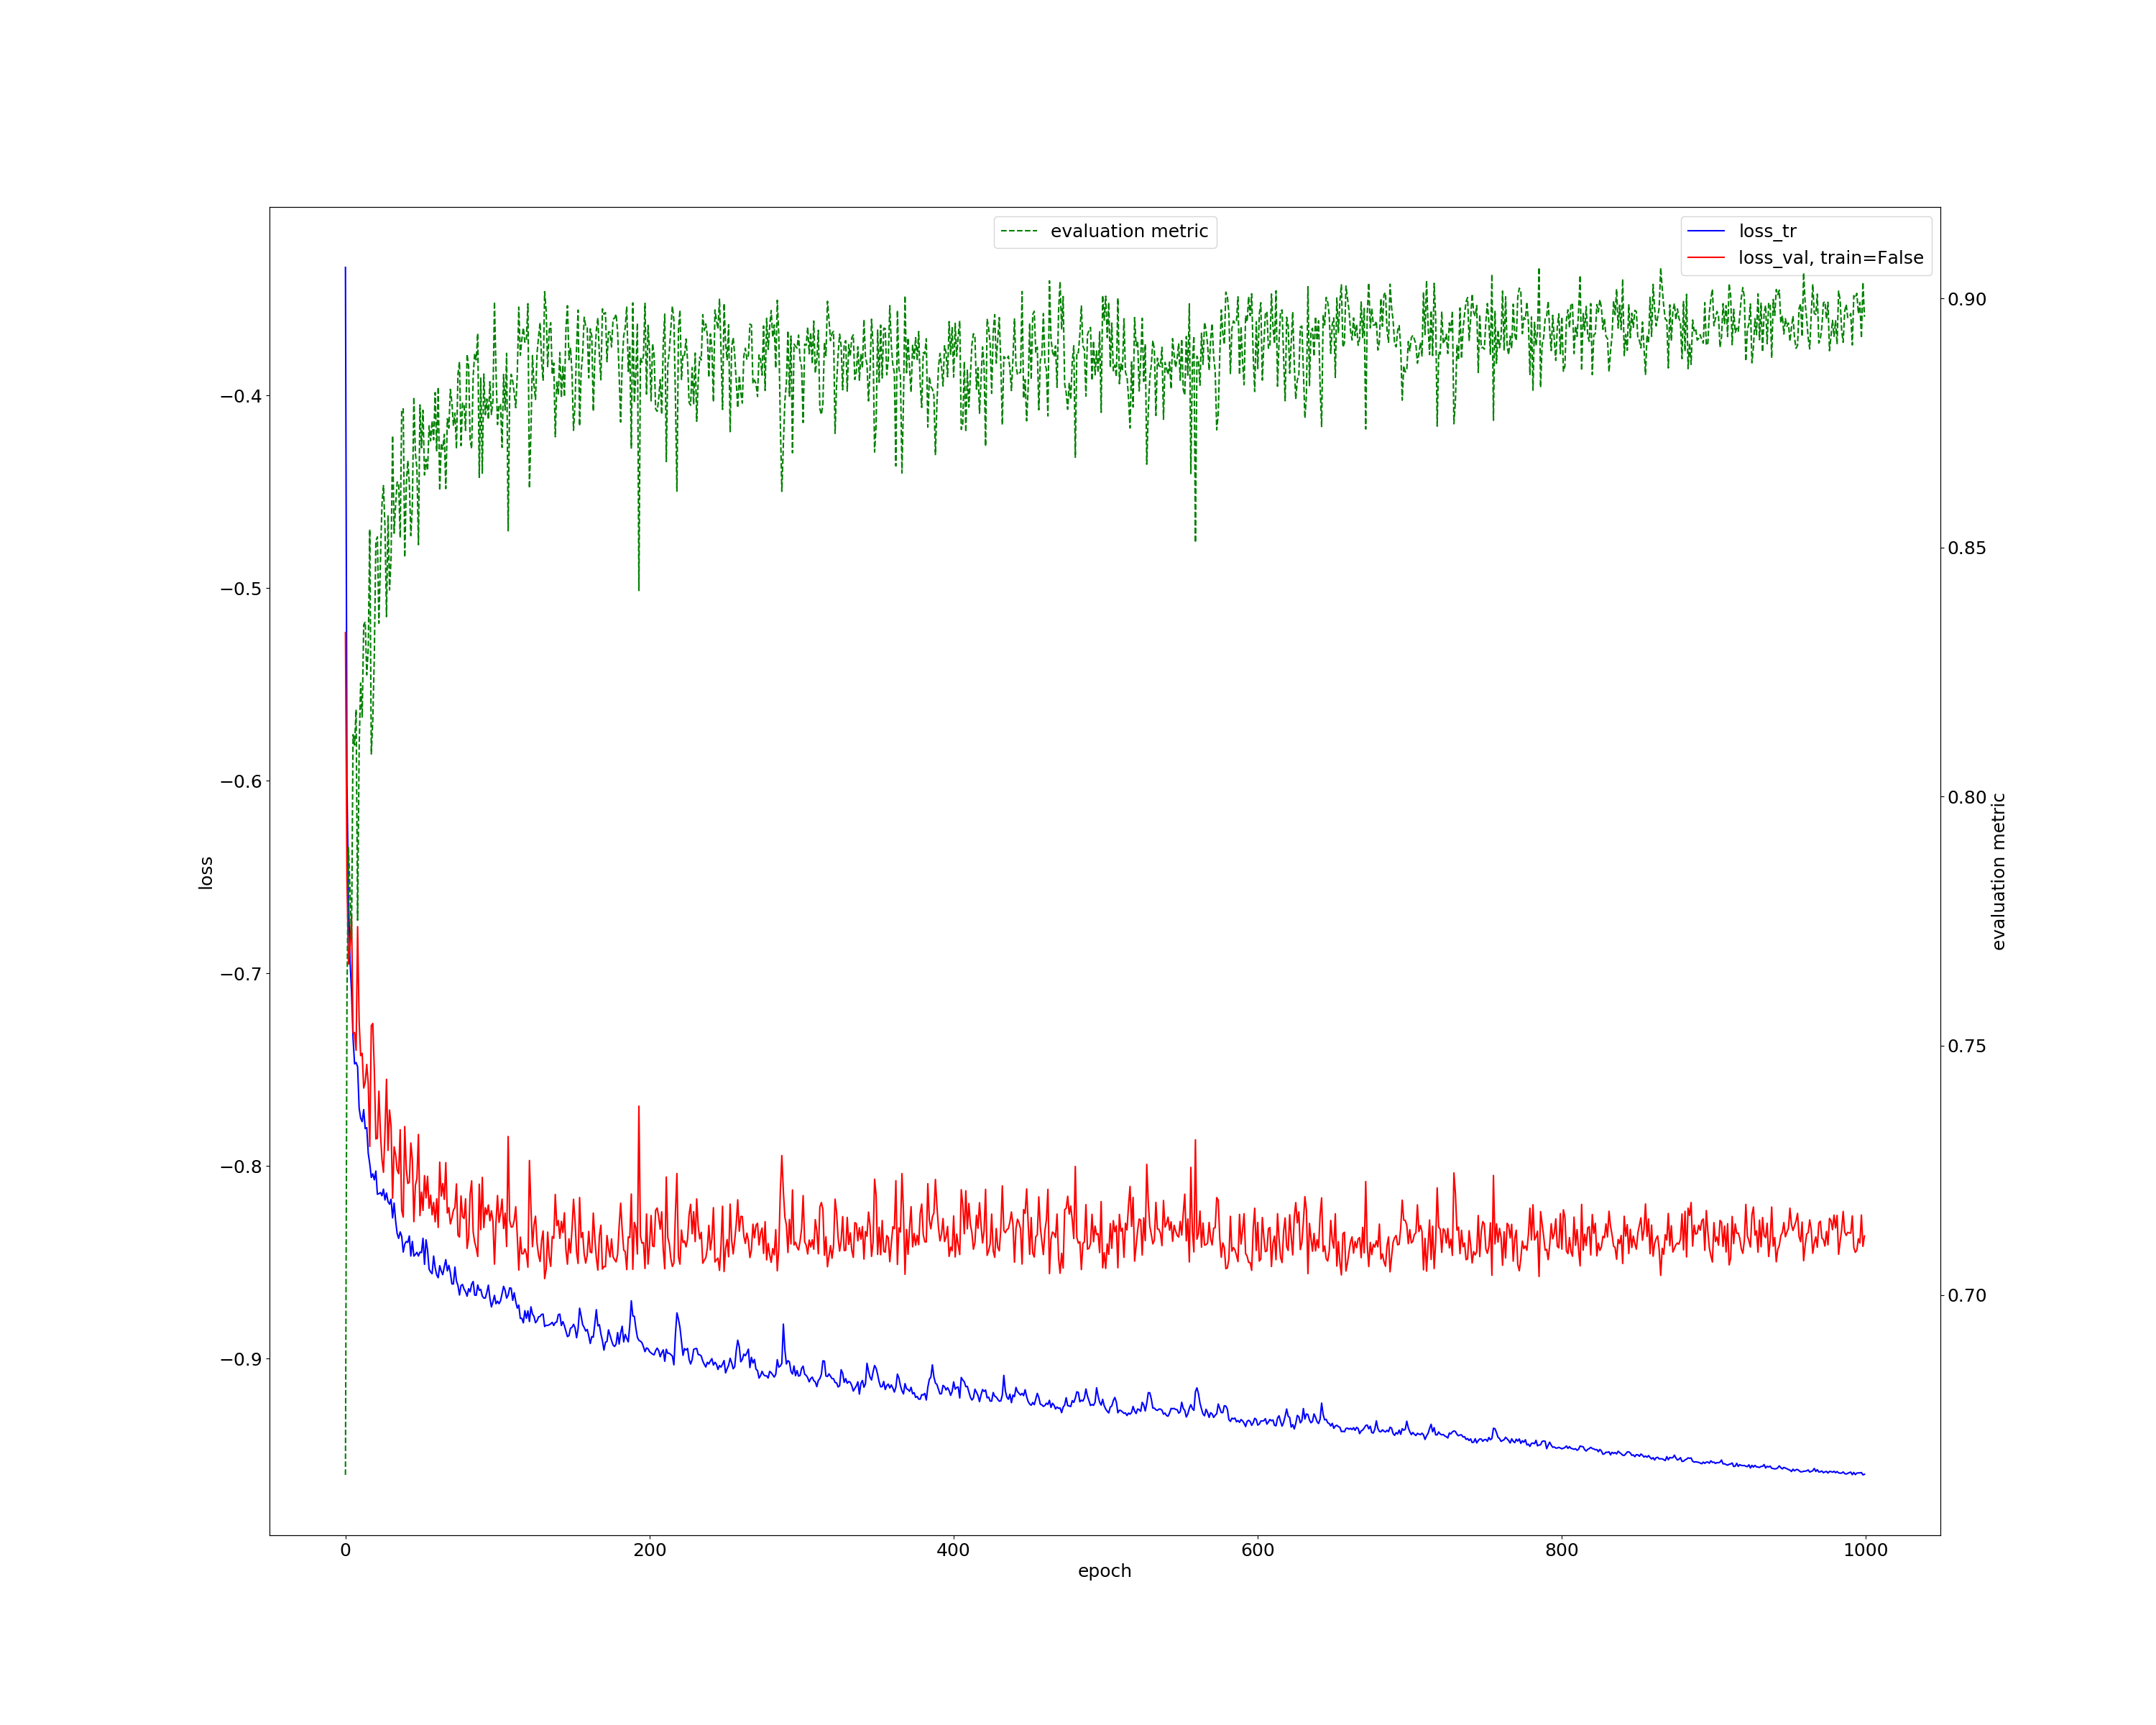 evaluation metric
loss_tr
loss_val, train=False
−0.4
−0.5
−0.6
−0.7
−0.8
−0.9
loss
0.90
0.85
0.80
0.75
0.70
evaluation metric
0
200
400
600
800
1000
epoch